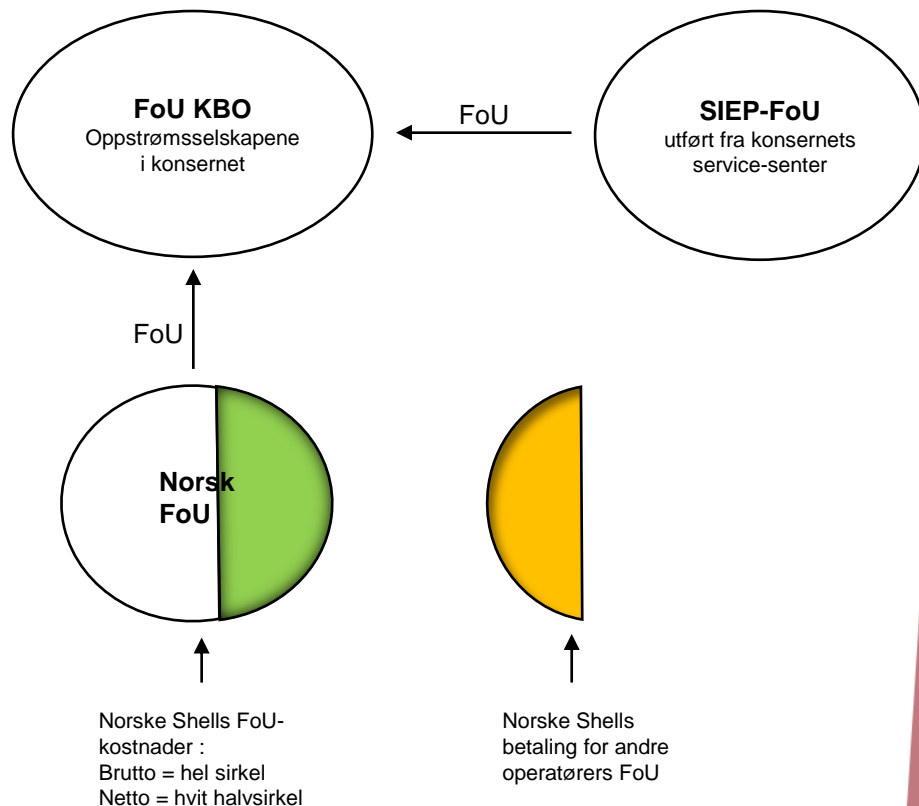 FoU KBO
Oppstrømsselskapene
i konsernet
FoU
SIEP-FoU
utført fra konsernets
service-senter
FoU
Norsk
FoU
Norske Shells FoU-
kostnader :
Brutto = hel sirkel
Netto = hvit halvsirkel
Norske Shells
betaling for andre
operatørers FoU